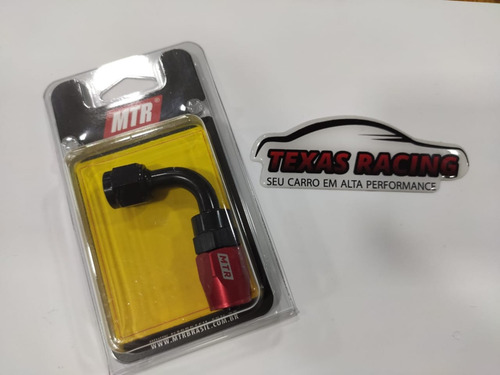 MTR
TEXAS RACING
SEU CARRO EM ALTA PERFORMANCE
MTR
WWW.MTRBRASIL.COM.BR